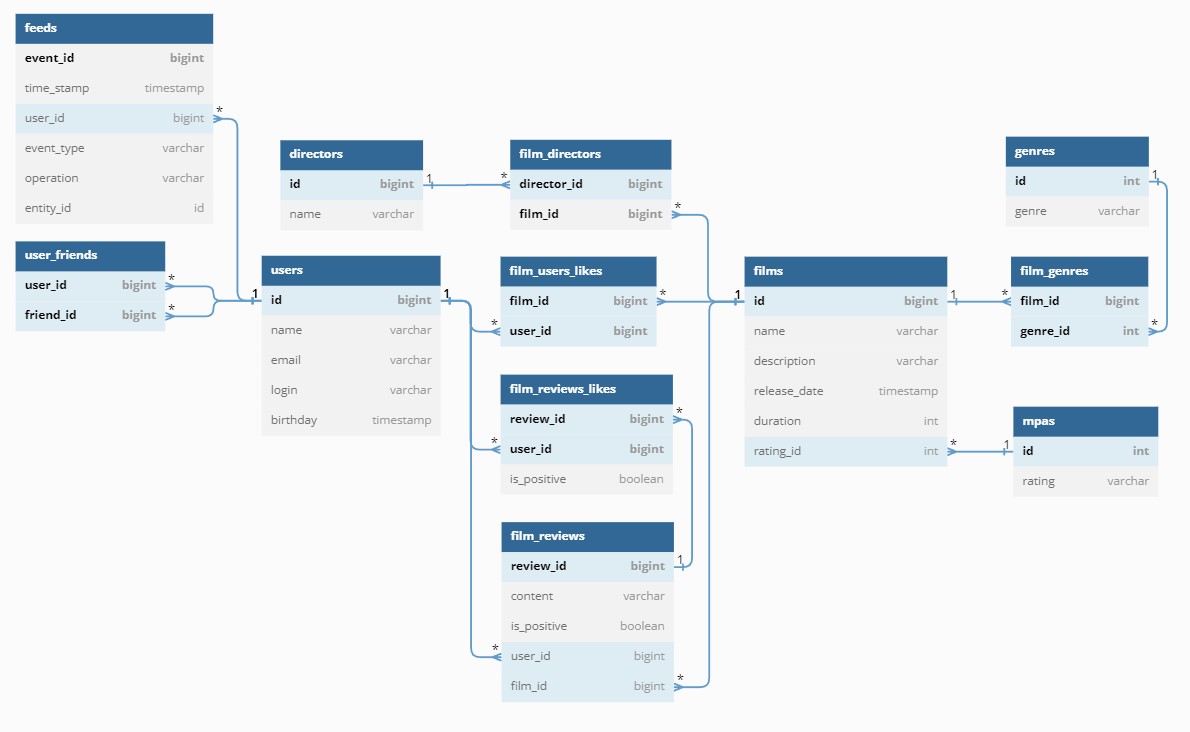 feeds
event_id bigint
time_stamp timestamp
user_id bigint *
event_type varchar
operation varchar
entity_id id
user_friends
user_id bigint *
friend_id bigint *
directors
id bigint 1
name varchar
users
1 id bigint 1
name varchar
email varchar
login varchar
birthday timestamp
film_directors
* director_id bigint
film_id bigint *
film_users_likes
film_id bigint *
* user_id bigint
film_reviews_likes
review_id bigint *
* user_id bigint
is_positive boolean
film_reviews
review_id bigint 1
content varchar
is_positive boolean
* user_id bigint
film_id bigint *
films
1 id bigint 1
name varchar
description varchar
release_date timestamp
duration int
rating_id int *
genres
id int 1
genre varchar
film_genres
* film_id bigint
genre_id int *
mpas
1 id int
rating varchar